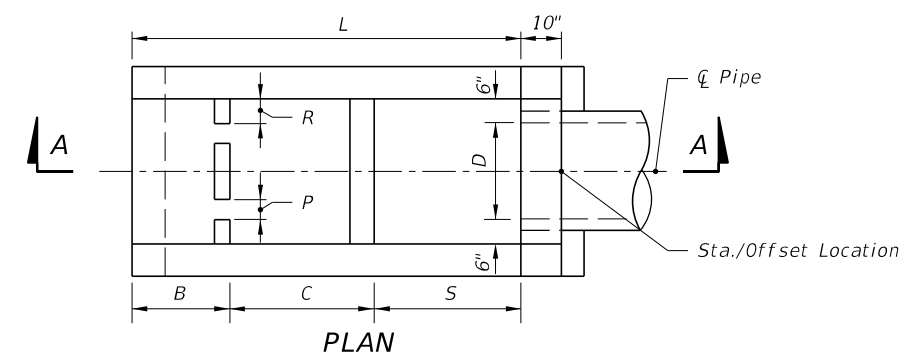 L
10"
℄ Pipe
6"
R
A
A
D
P
6"
Sta./Offset Location
B
C
S
PLAN